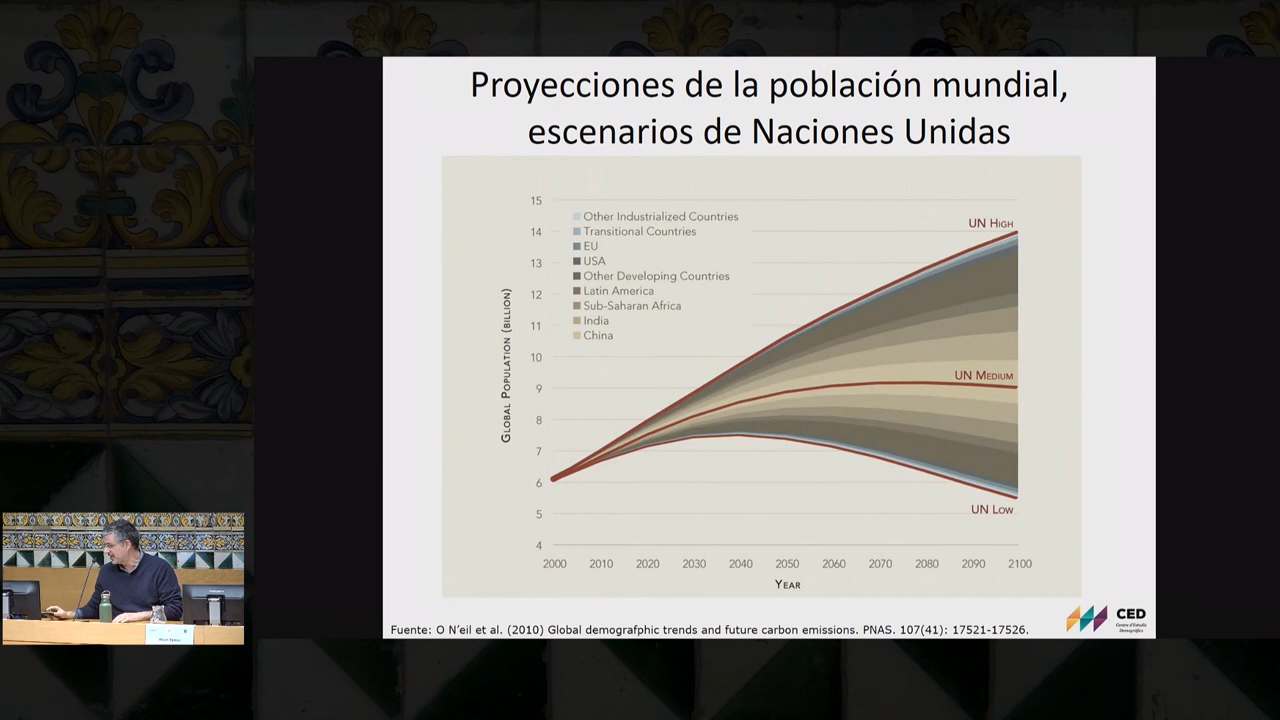 Proyecciones de la población mundial,
escenarios de Naciones Unidas
15
14
13
12
11
10
9
8
7
6
5
4
Global Population (billion)
Other Industrialized Countries
Transitional Countries
EU
USA
Other Developing Countries
Latin America
Sub-Saharan Africa
India
China
UN High
UN Medium
UN Low
2000 2010 2020 2030 2040 2050 2060 2070 2080 2090 2100
Year
Fuente: O N'eil et al. (2010) Global demografphic trends and future carbon emissions. PNAS. 107(41): 17521-17526.
CED
Centre d'Estudis
Demogràfics